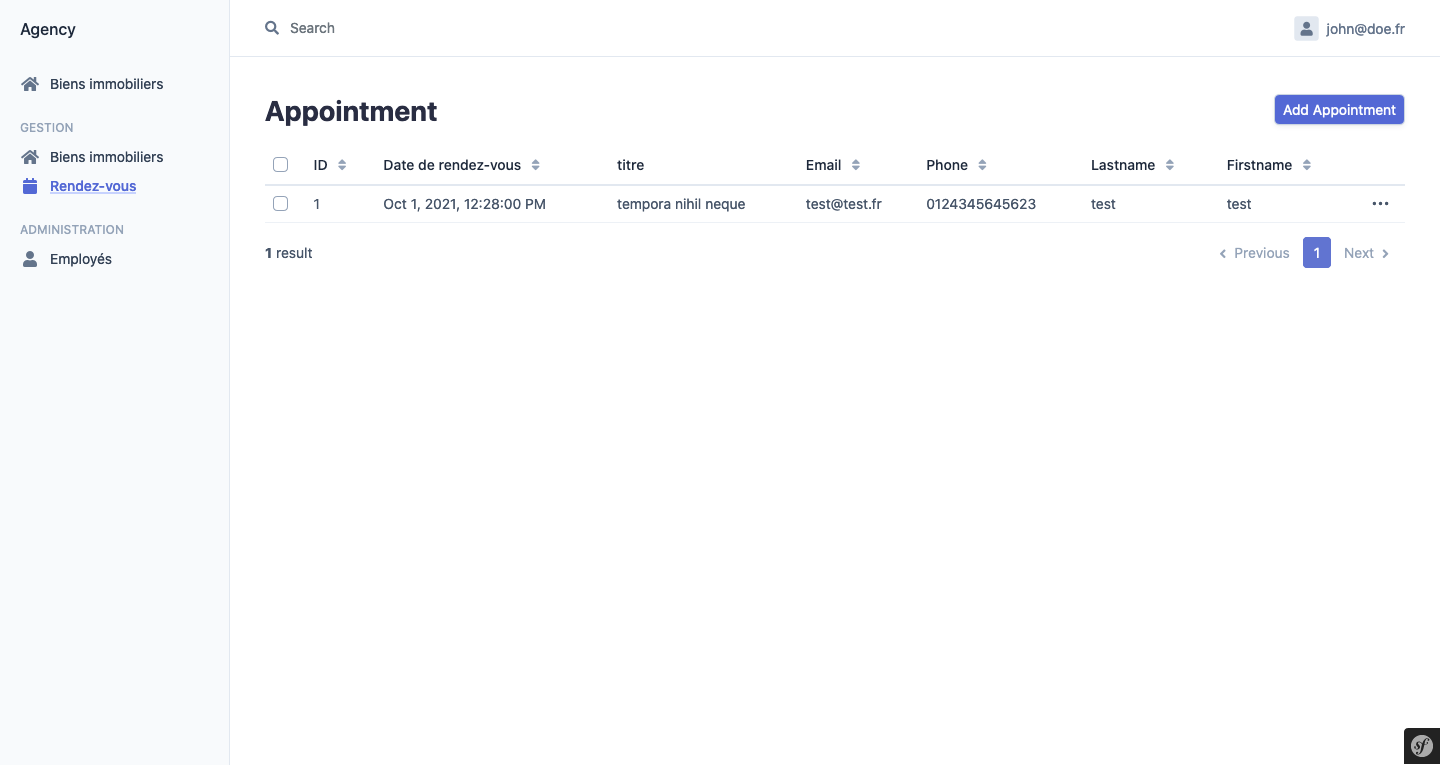 Agency
Search
john@doe.fr
Biens immobiliers
GESTION
Biens immobiliers
Rendez-vous
ADMINISTRATION
Employés
Appointment
Add Appointment
ID Date de rendez-vous titre Email Phone Lastname Firstname
1 Oct 1, 2021, 12:28:00 PM tempora nihil neque test@test.fr 0124345645623 test test ...
1 result
Previous 1 Next
sf